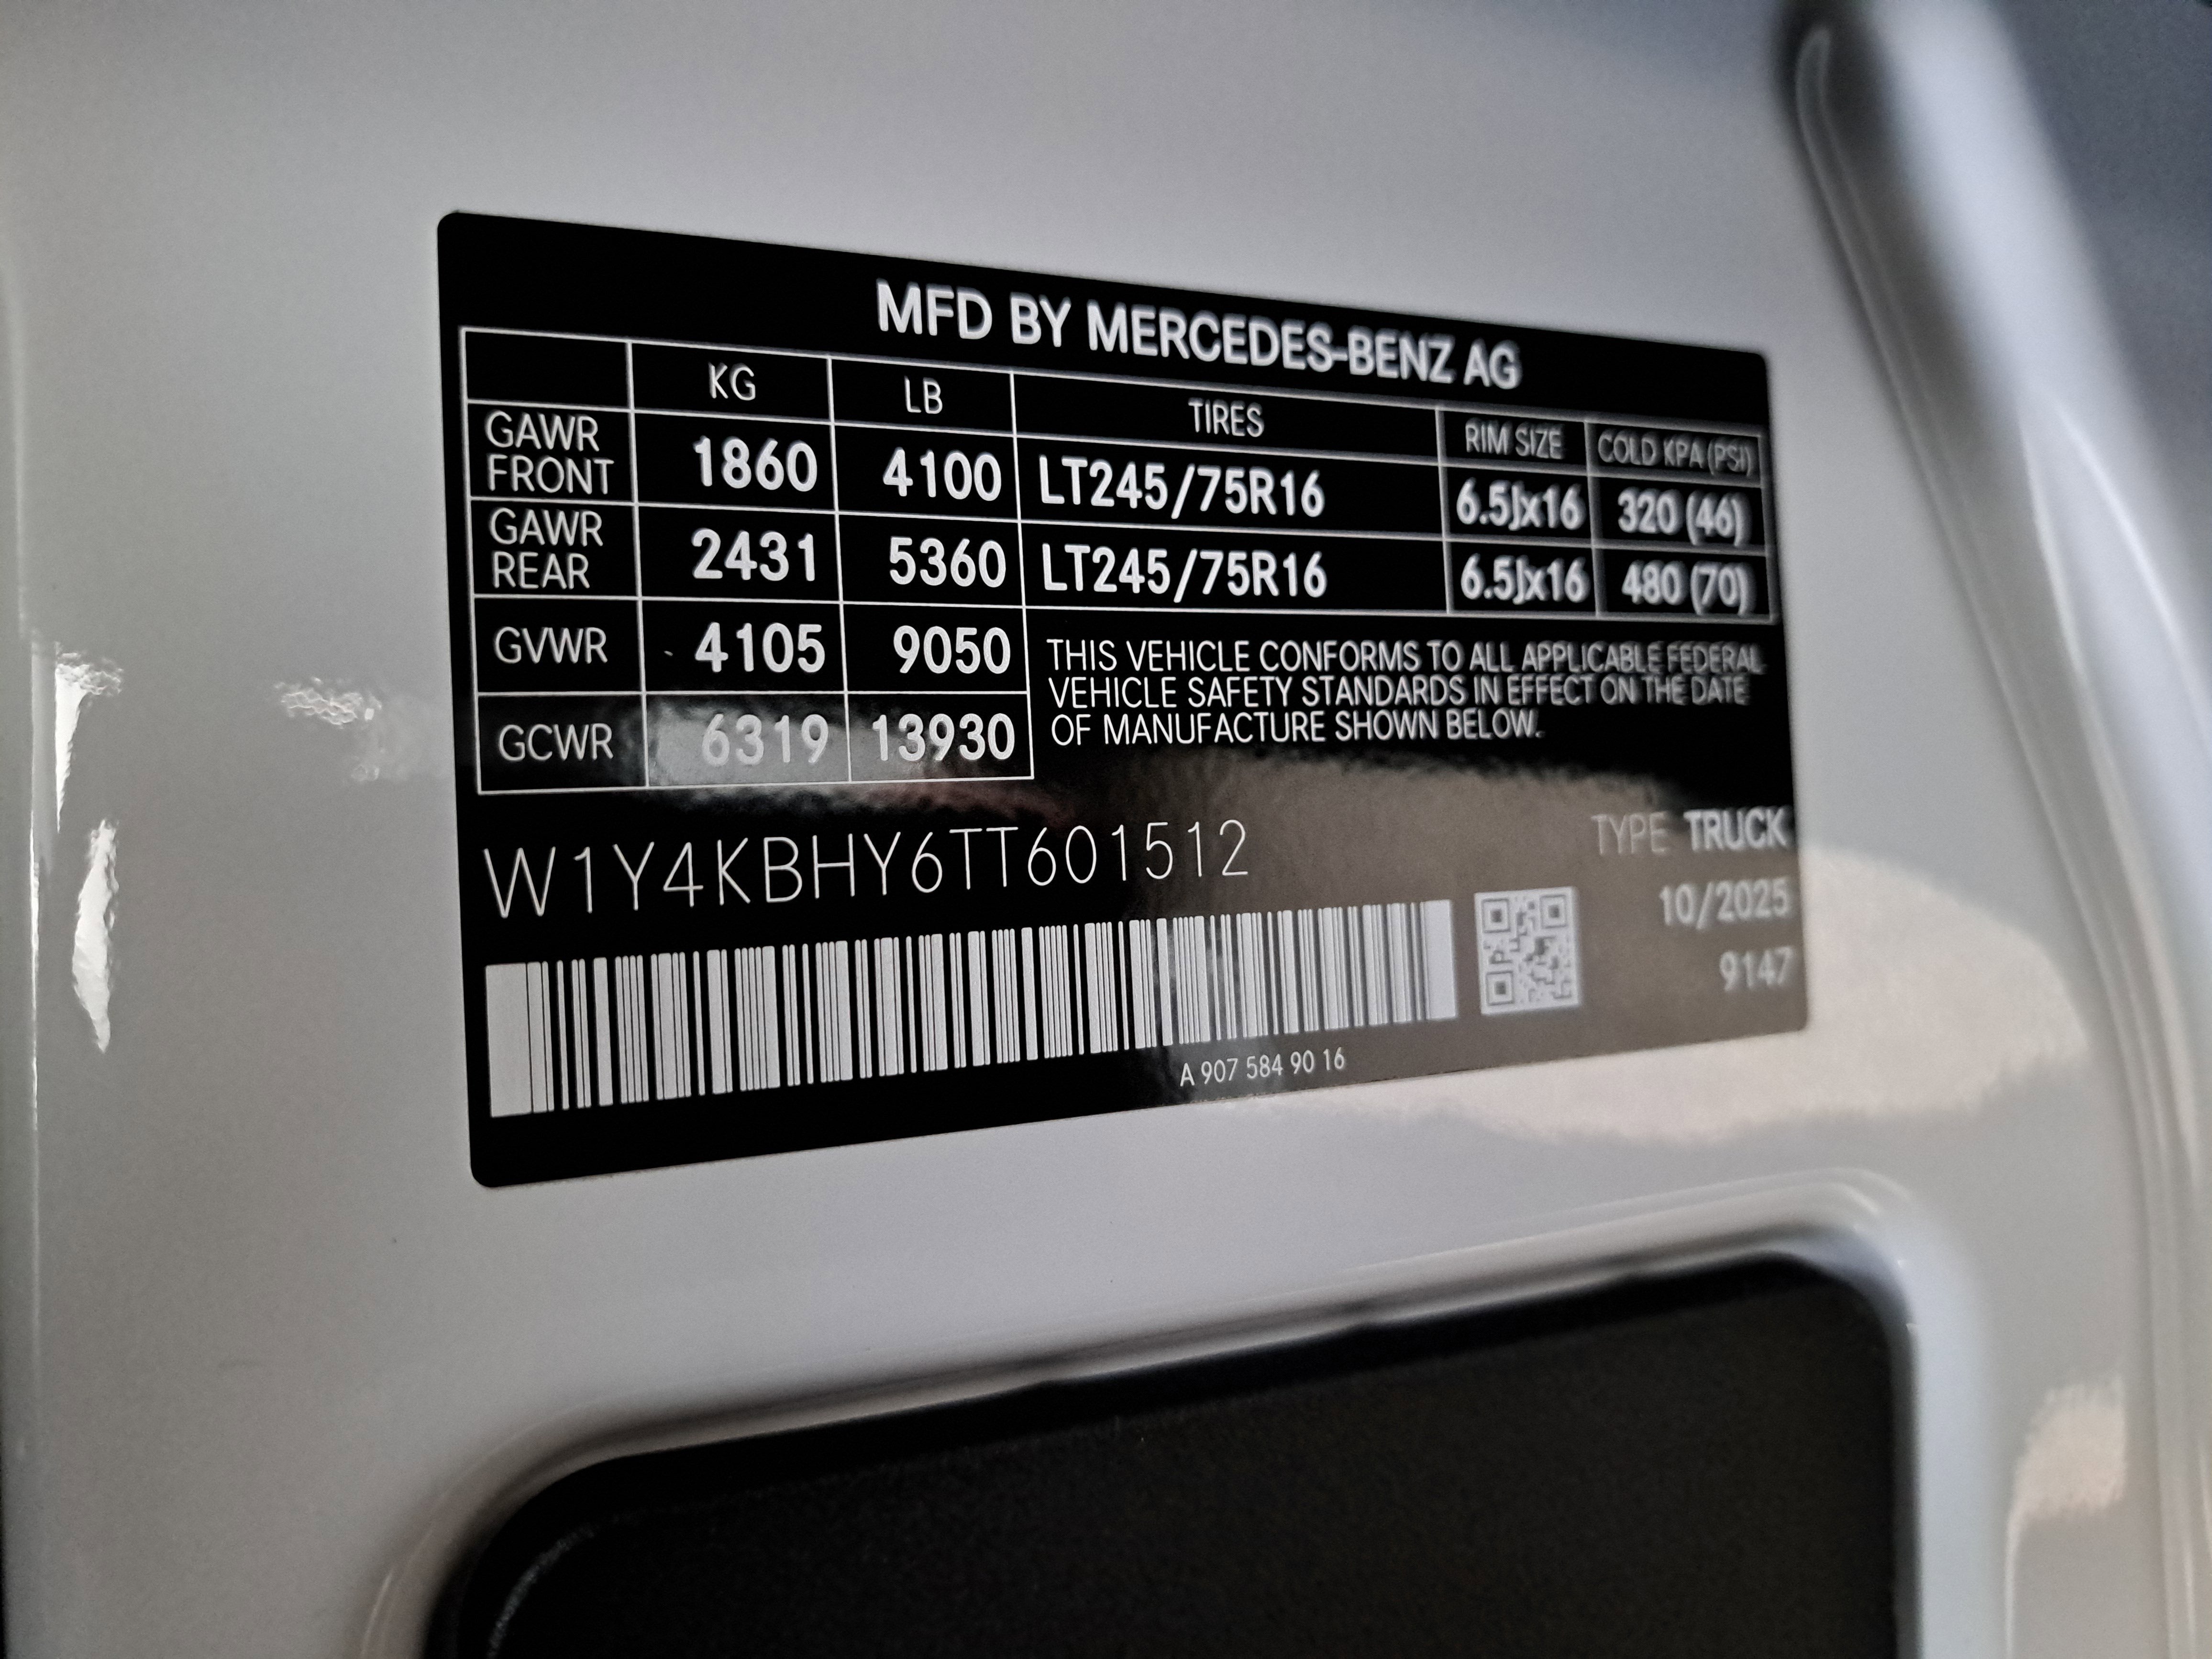 MFD BY MERCEDES-BENZ AG
KG LB TIRES RIM SIZE COLD KPA (PSI)
GAWR FRONT 1860 4100 LT245/75R16 6.5Jx16 320 (46)
GAWR REAR 2431 5360 LT245/75R16 6.5Jx16 480 (70)
GVWR 4105 9050
GCWR 6319 13930
THIS VEHICLE CONFORMS TO ALL APPLICABLE FEDERAL
VEHICLE SAFETY STANDARDS IN EFFECT ON THE DATE
OF MANUFACTURE SHOWN BELOW.
W1Y4KBHY6TT601512
TYPE TRUCK
10/2025
9147
A 907 584 90 16